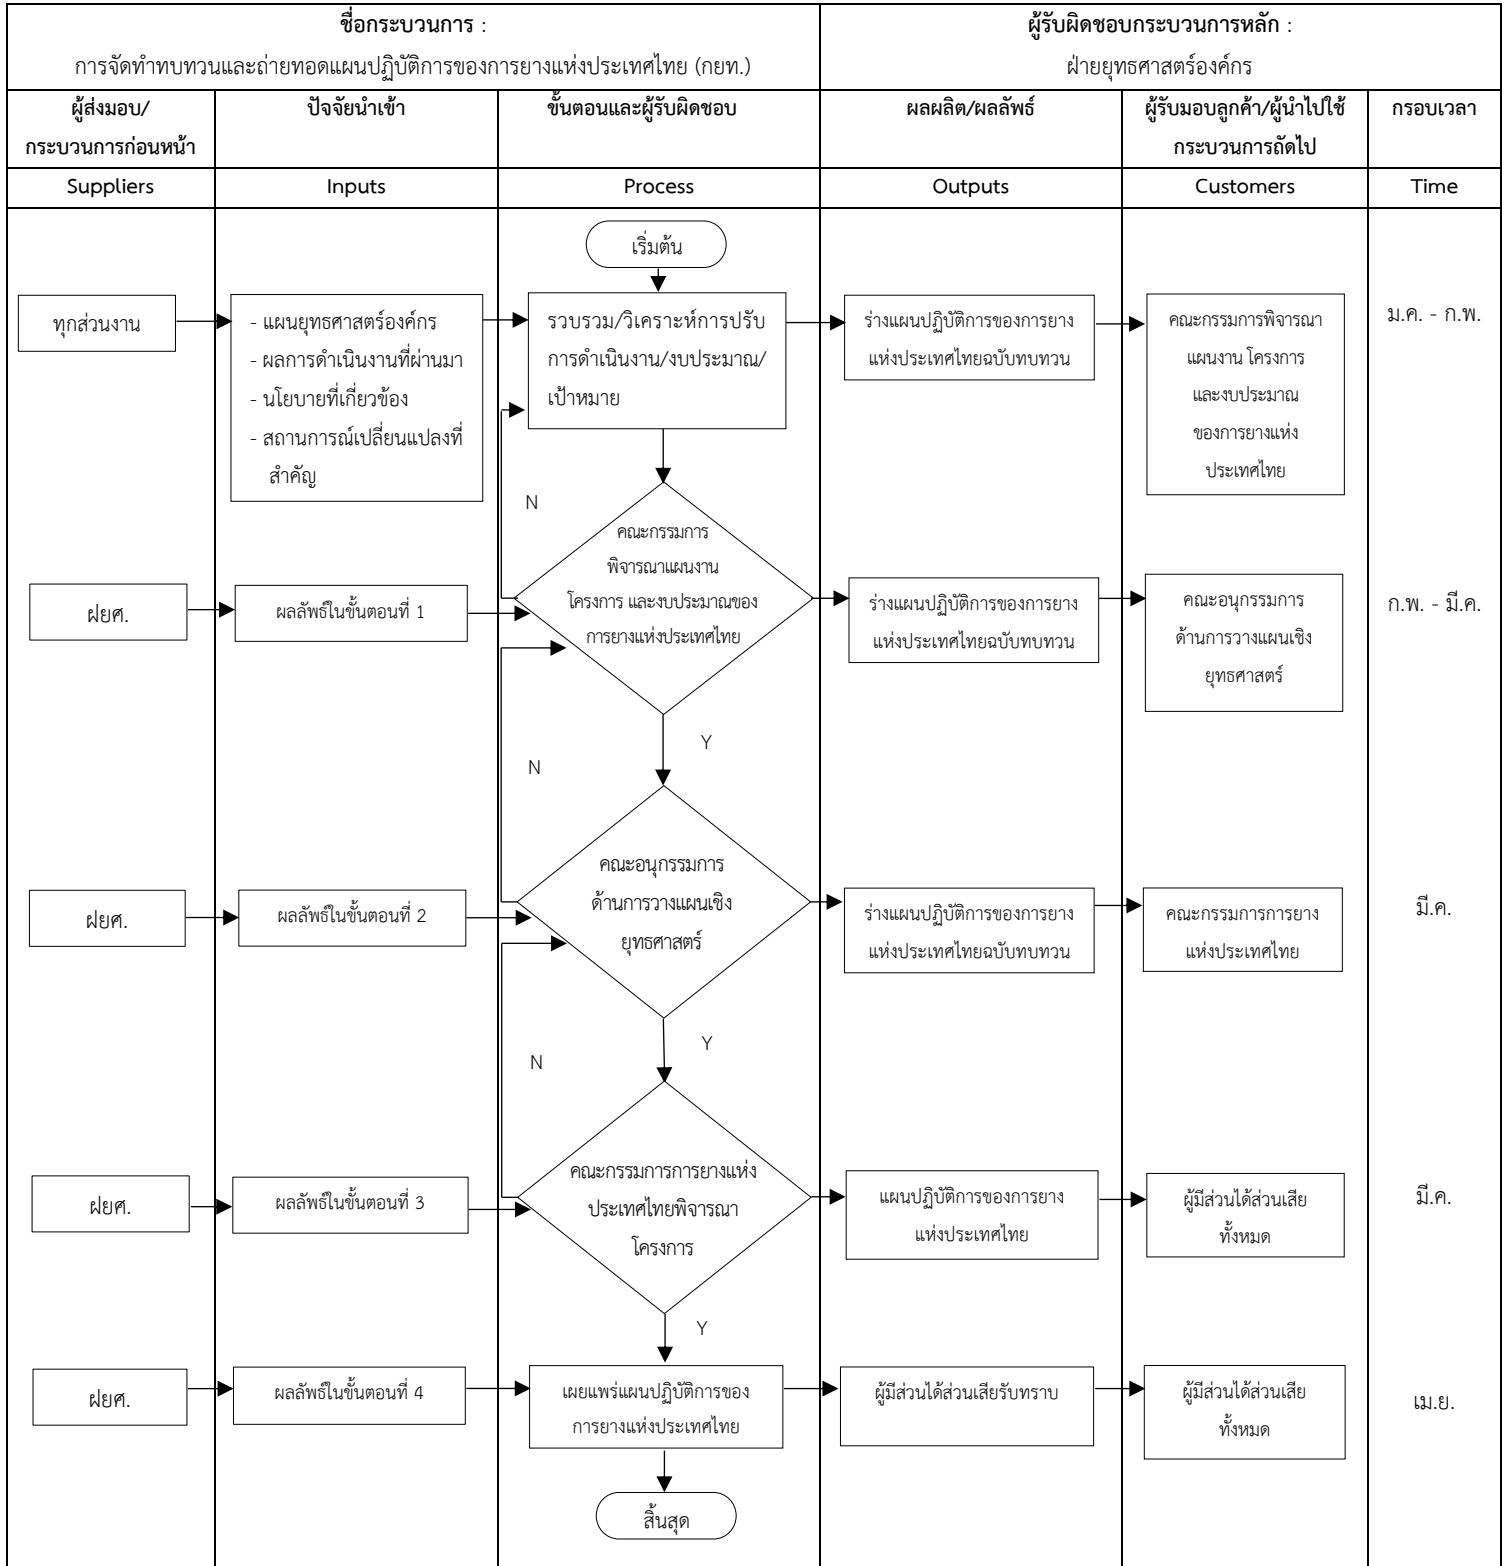 ชื่อกระบวนการ :
การจัดทำทบทวนและถ่ายทอดแผนปฏิบัติการของการยางแห่งประเทศไทย (กยท.)
ผู้รับผิดชอบกระบวนการหลัก :
ฝ่ายยุทธศาสตร์องค์กร
ผู้ส่งมอบ/
กระบวนการก่อนหน้า
ปัจจัยนำเข้า
ขั้นตอนและผู้รับผิดชอบ
ผลผลิต/ผลลัพธ์
ผู้รับมอบลูกค้า/ผู้นำไปใช้
กระบวนการถัดไป
กรอบเวลา
Suppliers
Inputs
Process
Outputs
Customers
Time
เริ่มต้น
ทุกส่วนงาน
- แผนยุทธศาสตร์องค์กร
- ผลการดำเนินงานที่ผ่านมา
- นโยบายที่เกี่ยวข้อง
- สถานการณ์เปลี่ยนแปลงที่
สำคัญ
รวบรวม/วิเคราะห์การปรับ
การดำเนินงาน/งบประมาณ/
เป้าหมาย
ร่างแผนปฏิบัติการของการยาง
แห่งประเทศไทยฉบับทบทวน
คณะกรรมการพิจารณา
แผนงาน โครงการ
และงบประมาณ
ของการยางแห่ง
ประเทศไทย
ม.ค. - ก.พ.
N
ฝยศ.
ผลลัพธ์ในขั้นตอนที่ 1
คณะกรรมการ
พิจารณาแผนงาน
โครงการ และงบประมาณของ
การยางแห่งประเทศไทย
ร่างแผนปฏิบัติการของการยาง
แห่งประเทศไทยฉบับทบทวน
คณะอนุกรรมการ
ด้านการวางแผนเชิง
ยุทธศาสตร์
ก.พ. - มี.ค.
Y
N
ฝยศ.
ผลลัพธ์ในขั้นตอนที่ 2
คณะอนุกรรมการ
ด้านการวางแผนเชิง
ยุทธศาสตร์
ร่างแผนปฏิบัติการของการยาง
แห่งประเทศไทยฉบับทบทวน
คณะกรรมการการยาง
แห่งประเทศไทย
มี.ค.
Y
N
ฝยศ.
ผลลัพธ์ในขั้นตอนที่ 3
คณะกรรมการการยางแห่ง
ประเทศไทยพิจารณา
โครงการ
แผนปฏิบัติการของการยาง
แห่งประเทศไทย
ผู้มีส่วนได้ส่วนเสีย
ทั้งหมด
มี.ค.
Y
ฝยศ.
ผลลัพธ์ในขั้นตอนที่ 4
เผยแพร่แผนปฏิบัติการของ
การยางแห่งประเทศไทย
ผู้มีส่วนได้ส่วนเสียรับทราบ
ผู้มีส่วนได้ส่วนเสีย
ทั้งหมด
เม.ย.
สิ้นสุด